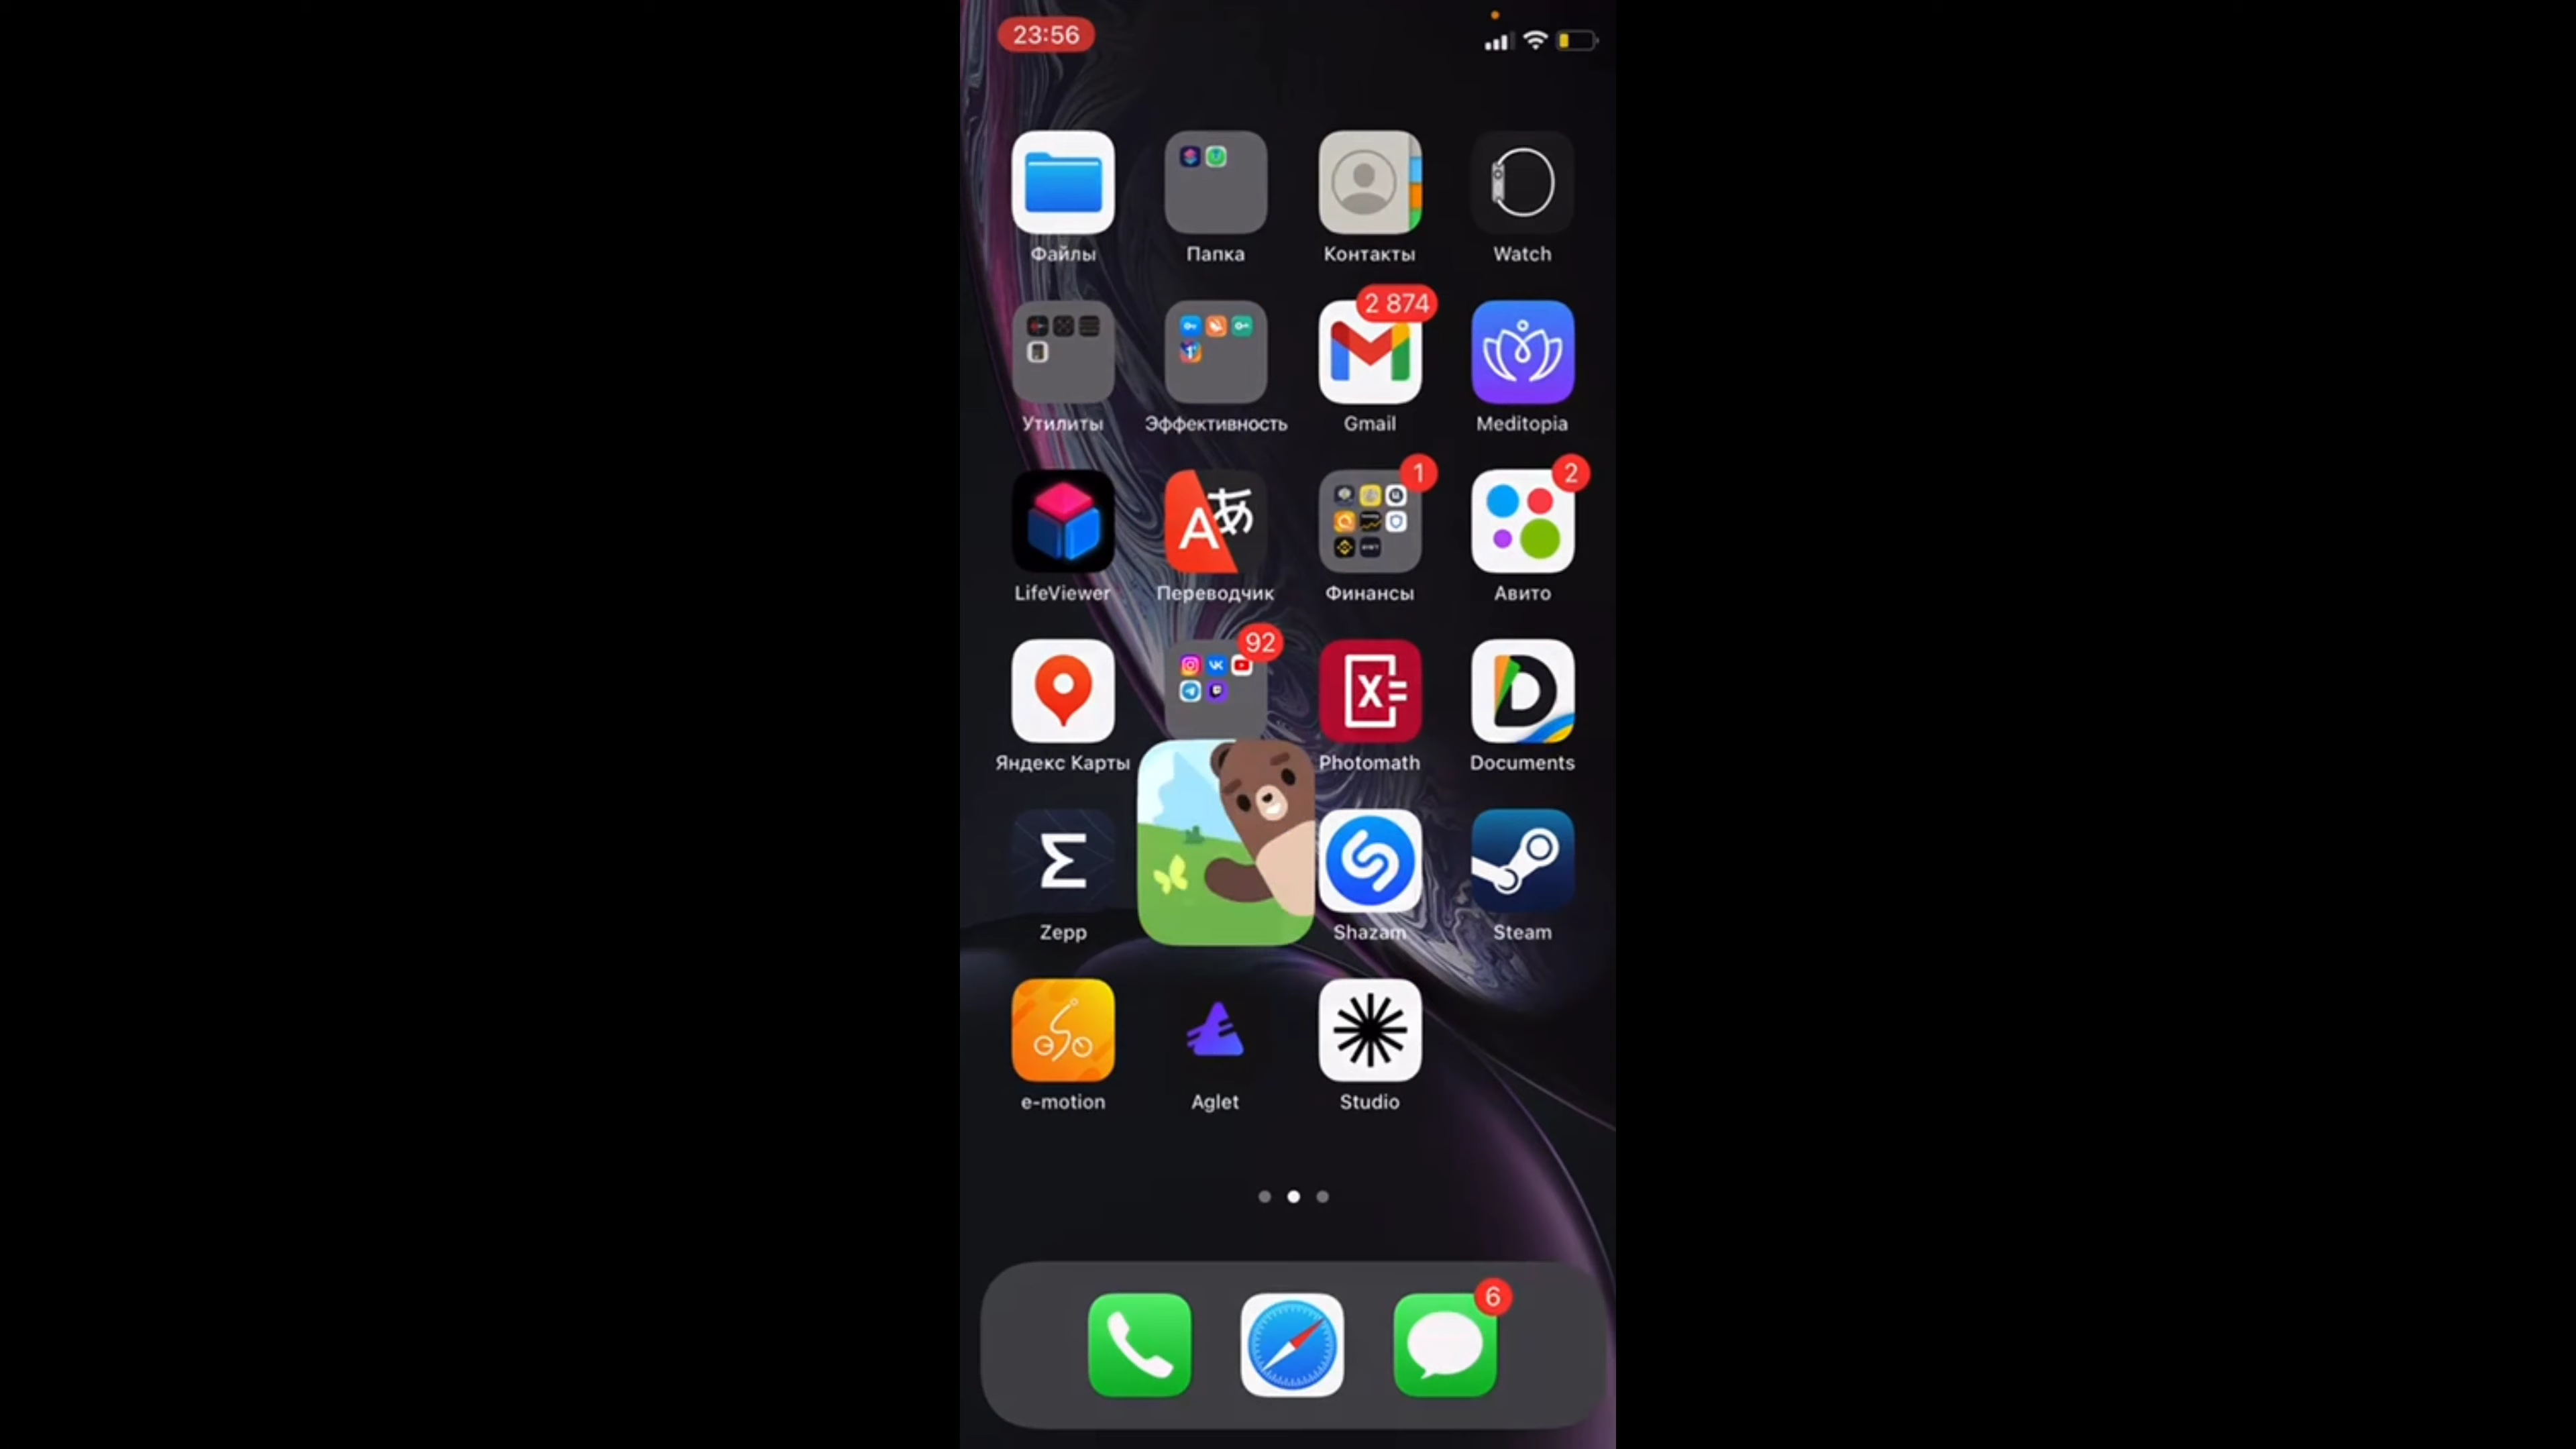 23:56
Файлы
Папка
Контакты
Watch
2 874
Утилиты
Эффективность
Gmail
Meditopia
1
2
LifeViewer
Переводчик
Финансы
Авито
92
Яндекс Карты
Photomath
Documents
Zepp
Shazam
Steam
e-motion
Aglet
Studio
6